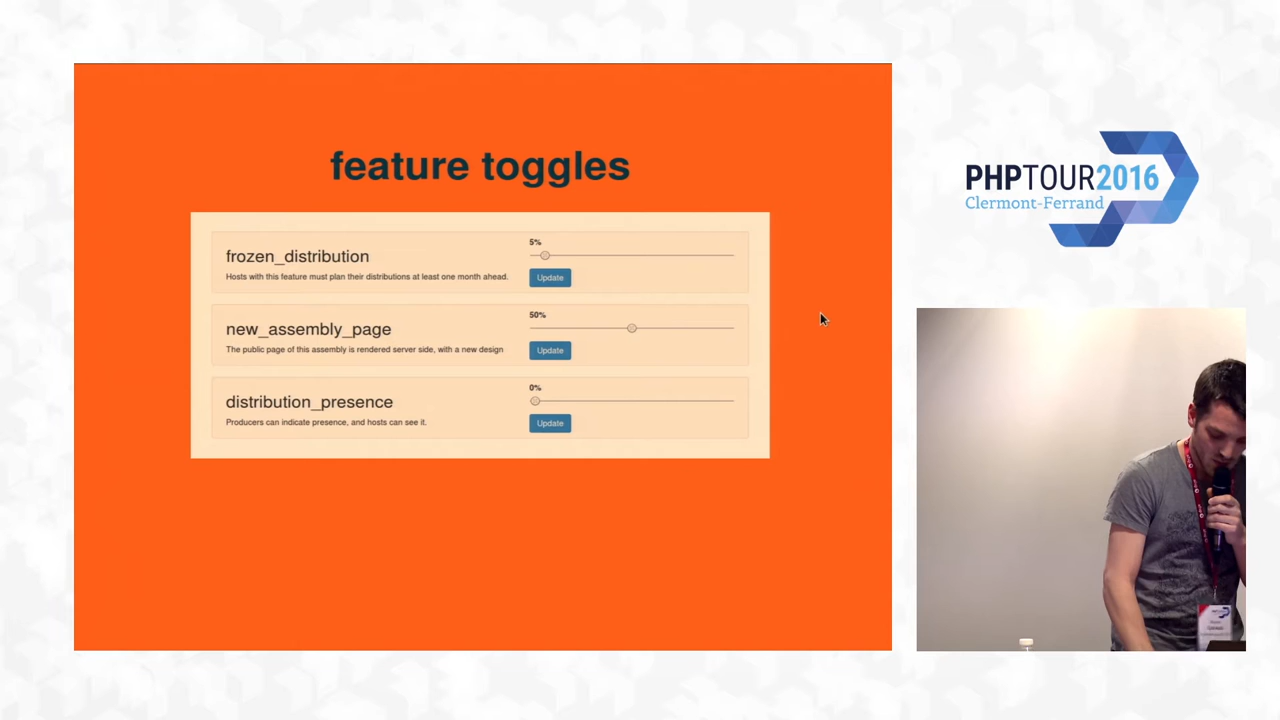 feature toggles
frozen_distribution
Hosts with this feature must plan their distributions at least one month ahead.
5%
Update
new_assembly_page
The public page of this assembly is rendered server side, with a new design
50%
Update
distribution_presence
Producers can indicate presence, and hosts can see it.
0%
Update
PHPTOUR2016
Clermont-Ferrand